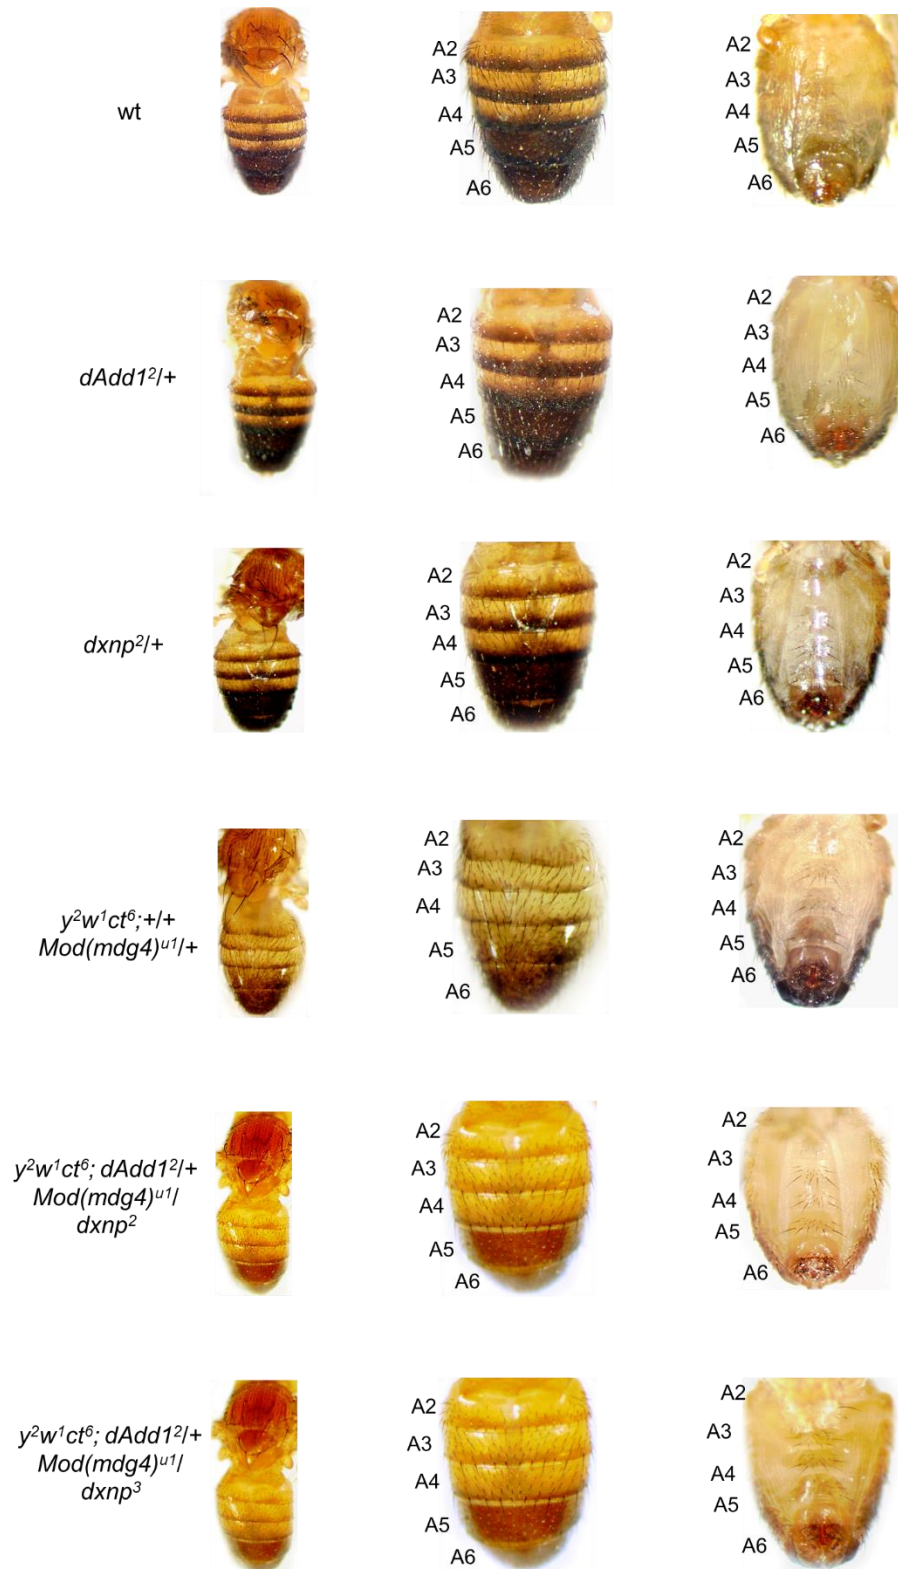 wt
A2
A3
A4
A5
A6
A2
A3
A4
A5
A6
dAdd1²/+
A2
A3
A4
A5
A6
A2
A3
A4
A5
A6
dxnp²/+
A2
A3
A4
A5
A6
A2
A3
A4
A5
A6
y²w¹ct⁶;+/+
Mod(mdg4)ᵘ¹/+
A2
A3
A4
A5
A6
A2
A3
A4
A5
A6
y²w¹ct⁶; dAdd1²/+
Mod(mdg4)ᵘ¹/
dxnp²
A2
A3
A4
A5
A6
A2
A3
A4
A5
A6
y²w¹ct⁶; dAdd1²/+
Mod(mdg4)ᵘ¹/
dxnp³
A2
A3
A4
A5
A6
A2
A3
A4
A5
A6